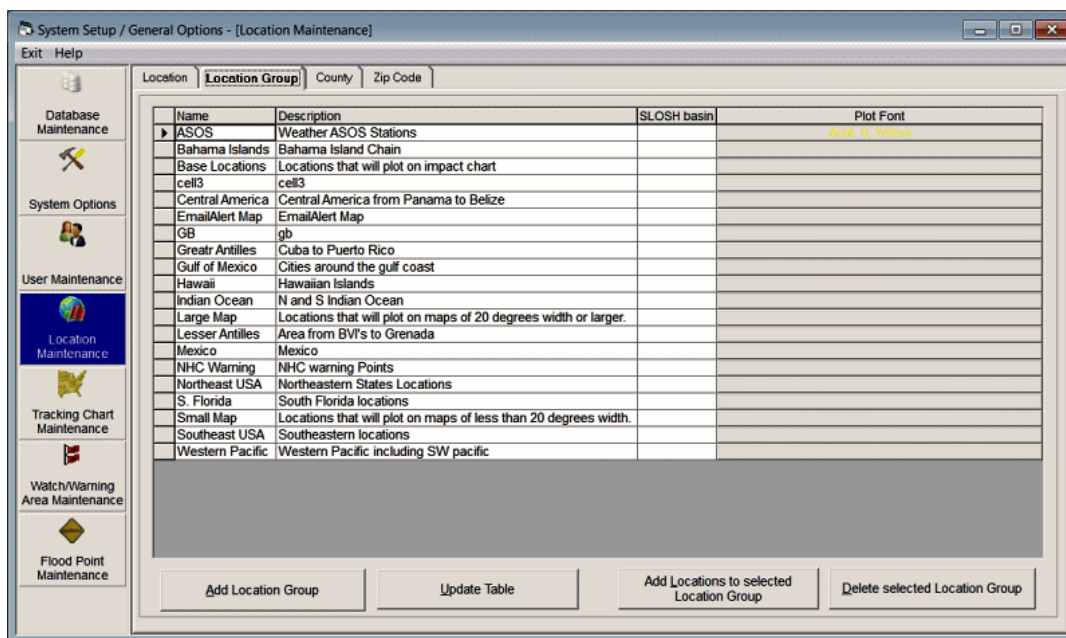 System Setup / General Options - [Location Maintenance]
Exit Help
Location Location Group County Zip Code
Database
Maintenance
System Options
User Maintenance
Location
Maintenance
Tracking Chart
Maintenance
Watch/Warning
Area Maintenance
Flood Point
Maintenance
Name Description SLOSH basin Plot Font
ASOS Weather ASOS Stations Arial, 8, Yellow
Bahama Islands Bahama Island Chain
Base Locations Locations that will plot on impact chart
cell3 cell3
Central America Central America from Panama to Belize
EmailAlert Map EmailAlert Map
GB gb
Greatr Antilles Cuba to Puerto Rico
Gulf of Mexico Cities around the gulf coast
Hawaii Hawaiian Islands
Indian Ocean N and S Indian Ocean
Large Map Locations that will plot on maps of 20 degrees width or larger.
Lesser Antilles Area from BVI's to Grenada
Mexico Mexico
NHC Warning NHC warning Points
Northeast USA Northeastern States Locations
S. Florida South Florida locations
Small Map Locations that will plot on maps of less than 20 degrees width.
Southeast USA Southeastern locations
Western Pacific Western Pacific including SW pacific
Add Location Group Update Table Add Locations to selected
Location Group Delete selected Location Group